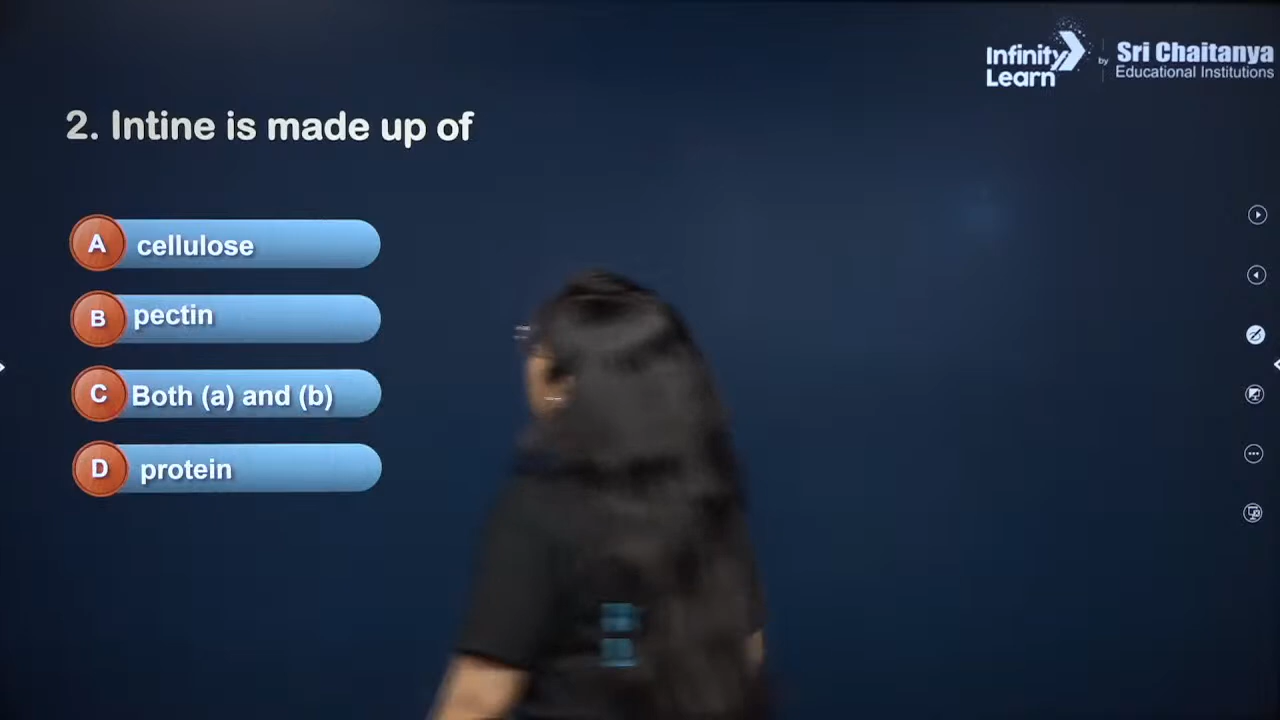 Infinity
Learn
by
Sri Chaitanya
Educational Institutions
2. Intine is made up of
A cellulose
B pectin
C Both (a) and (b)
D protein